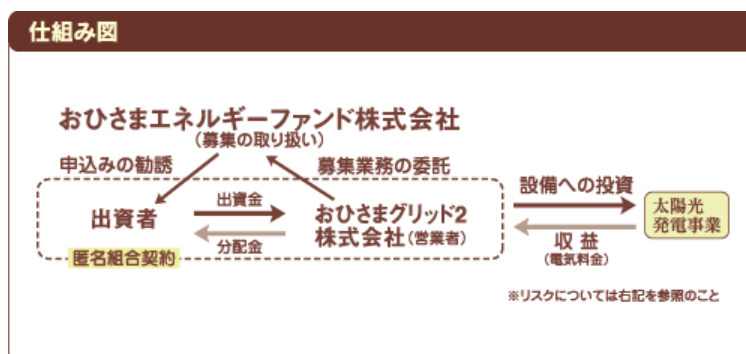 仕組み図
おひさまエネルギーファンド株式会社
(募集の取り扱い)
申込みの勧誘
募集業務の委託
出資者
出資金
分配金
おひさまグリッド2
株式会社(営業者)
匿名組合契約
設備への投資
収益
(電気料金)
太陽光
発電事業
※リスクについては右記を参照のこと